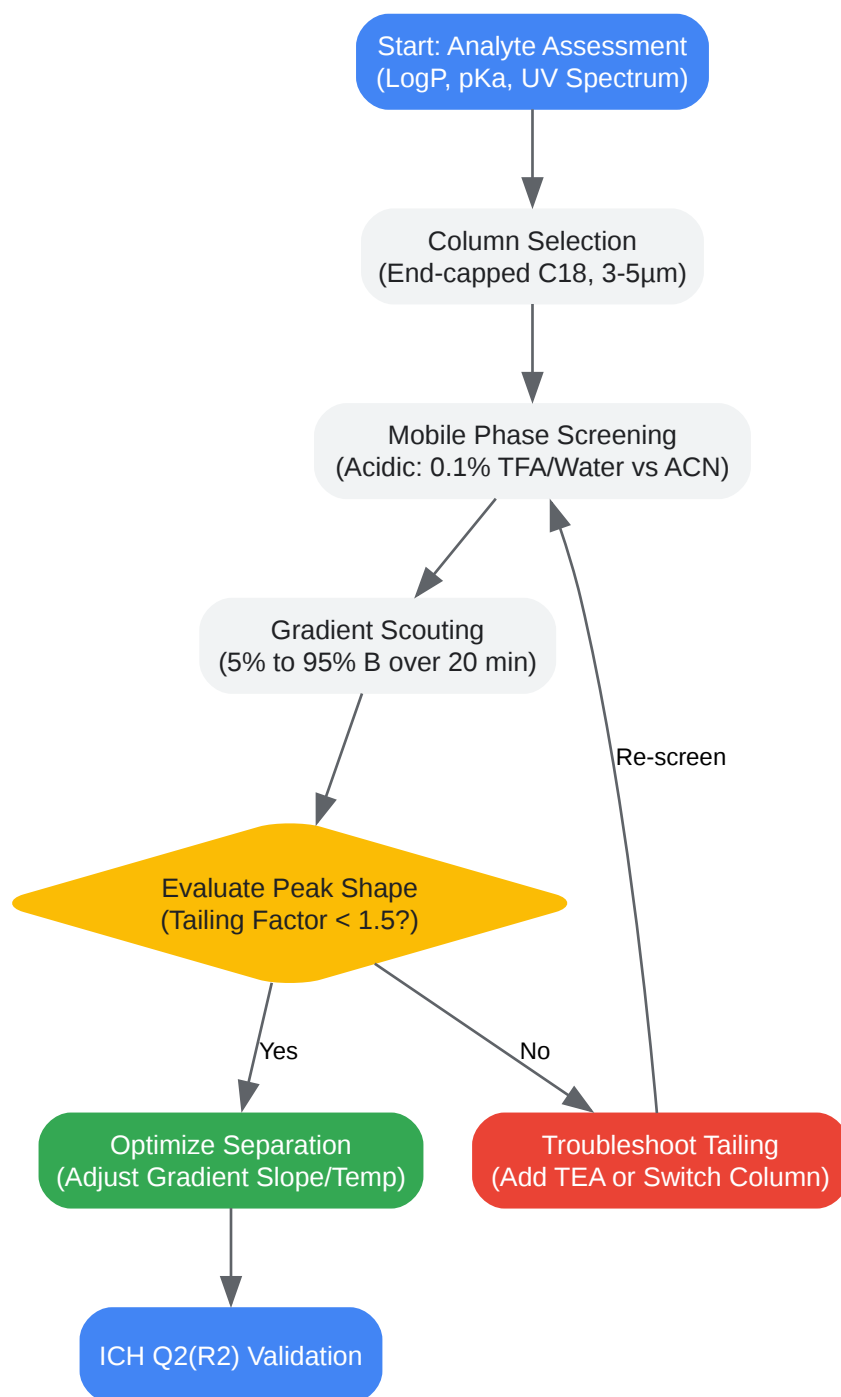 Start: Analyte Assessment
(LogP, pKa, UV Spectrum)
Column Selection
(End-capped C18, 3-5µm)
Mobile Phase Screening
(Acidic: 0.1% TFA/Water vs ACN)
Gradient Scouting
(5% to 95% B over 20 min)
Re-screen
Evaluate Peak Shape
(Tailing Factor < 1.5?)
Yes
No
Optimize Separation
(Adjust Gradient Slope/Temp)
Troubleshoot Tailing
(Add TEA or Switch Column)
ICH Q2(R2) Validation